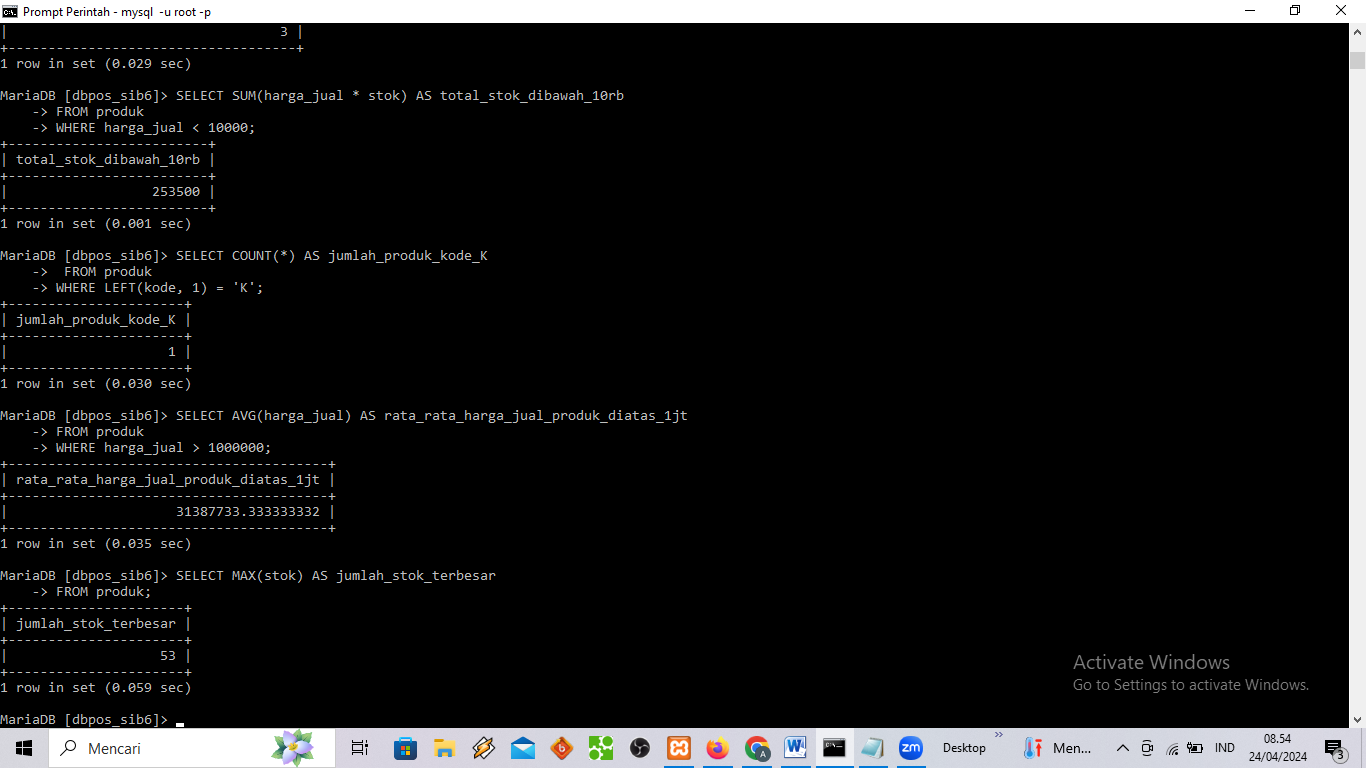 Prompt Perintah - mysql  -u root -p
|                                  3 |
+------------------------------------+
1 row in set (0.029 sec)
MariaDB [dbpos_sib6]> SELECT SUM(harga_jual * stok) AS total_stok_dibawah_10rb
    -> FROM produk
    -> WHERE harga_jual < 10000;
+-------------------------+
| total_stok_dibawah_10rb |
+-------------------------+
|                  253500 |
+-------------------------+
1 row in set (0.001 sec)
MariaDB [dbpos_sib6]> SELECT COUNT(*) AS jumlah_produk_kode_K
    ->  FROM produk
    -> WHERE LEFT(kode, 1) = 'K';
+----------------------+
| jumlah_produk_kode_K |
+----------------------+
|                    1 |
+----------------------+
1 row in set (0.030 sec)
MariaDB [dbpos_sib6]> SELECT AVG(harga_jual) AS rata_rata_harga_jual_produk_diatas_1jt
    -> FROM produk
    -> WHERE harga_jual > 1000000;
+----------------------------------------+
| rata_rata_harga_jual_produk_diatas_1jt |
+----------------------------------------+
|                     31387733.333333332 |
+----------------------------------------+
1 row in set (0.035 sec)
MariaDB [dbpos_sib6]> SELECT MAX(stok) AS jumlah_stok_terbesar
    -> FROM produk;
+----------------------+
| jumlah_stok_terbesar |
+----------------------+
|                   53 |
+----------------------+
1 row in set (0.059 sec)
MariaDB [dbpos_sib6]>
Activate Windows
Go to Settings to activate Windows.
Mencari
Desktop
Men...
IND
08.54
24/04/2024
3